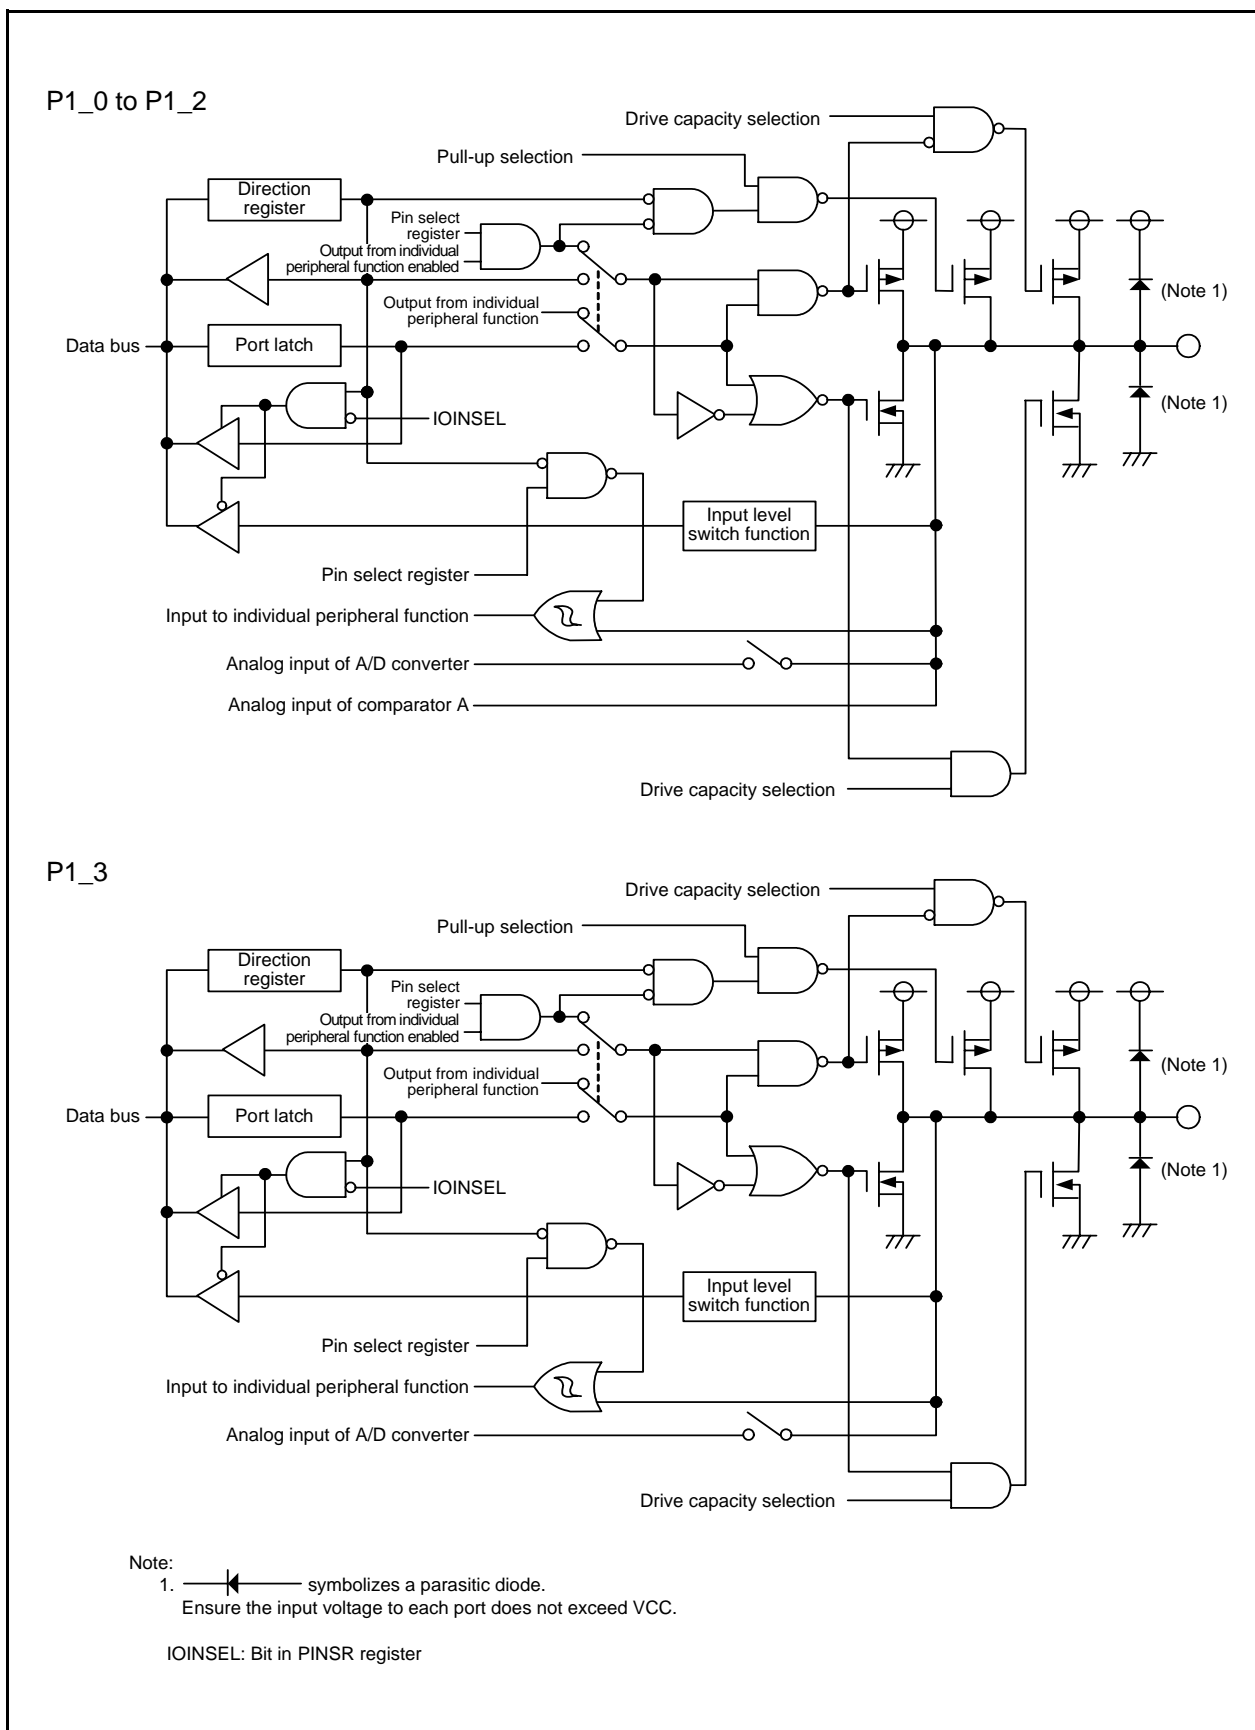 P1_0 to P1_2
Drive capacity selection
Pull-up selection
Direction
register
Pin select
register
Output from individual
peripheral function enabled
(Note 1)
Output from individual
peripheral function
Data bus
Port latch
(Note 1)
IOINSEL
Input level
switch function
Pin select register
Input to individual peripheral function
Analog input of A/D converter
Analog input of comparator A
Drive capacity selection
P1_3
Drive capacity selection
Pull-up selection
Direction
register
Pin select
register
Output from individual
peripheral function enabled
(Note 1)
Output from individual
peripheral function
Data bus
Port latch
(Note 1)
IOINSEL
Input level
switch function
Pin select register
Input to individual peripheral function
Analog input of A/D converter
Drive capacity selection
Note:
1. symbolizes a parasitic diode.
Ensure the input voltage to each port does not exceed VCC.
IOINSEL: Bit in PINSR register